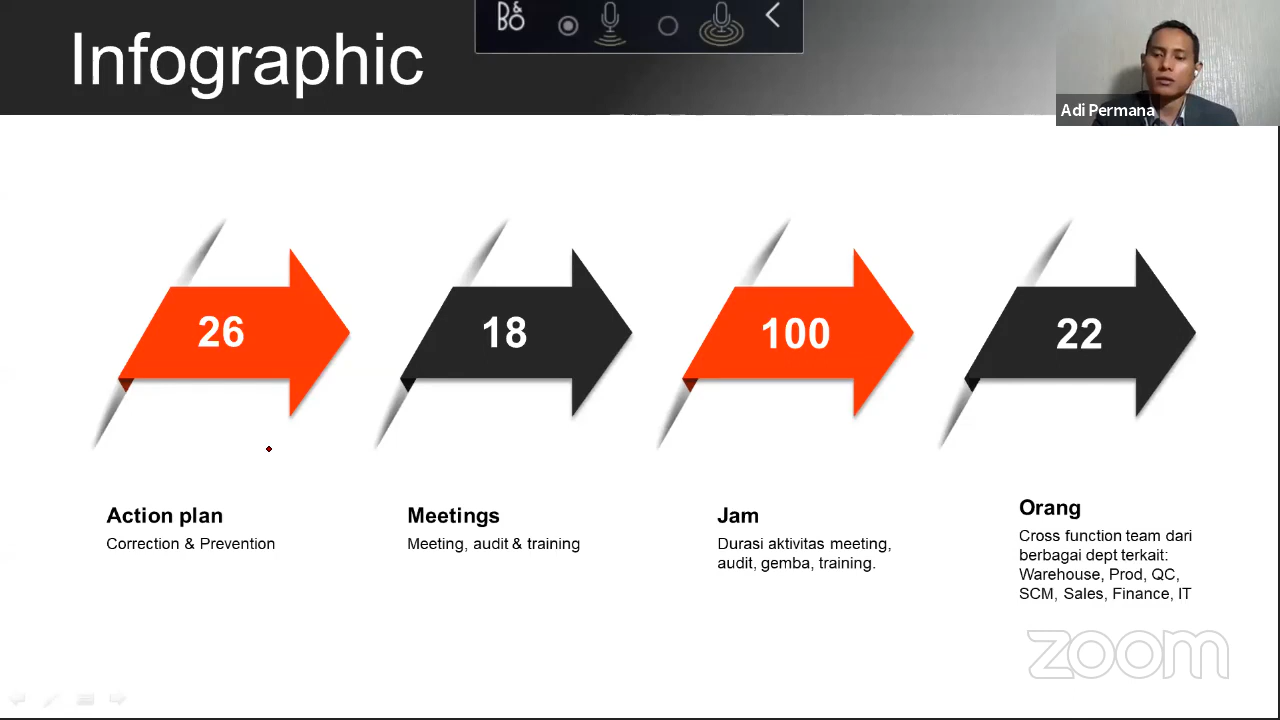 Infographic
B&O
Adi Permana
26
18
100
22
Action plan
Correction & Prevention
Meetings
Meeting, audit & training
Jam
Durasi aktivitas meeting,
audit, gemba, training.
Orang
Cross function team dari
berbagai dept terkait:
Warehouse, Prod, QC,
SCM, Sales, Finance, IT
zoom